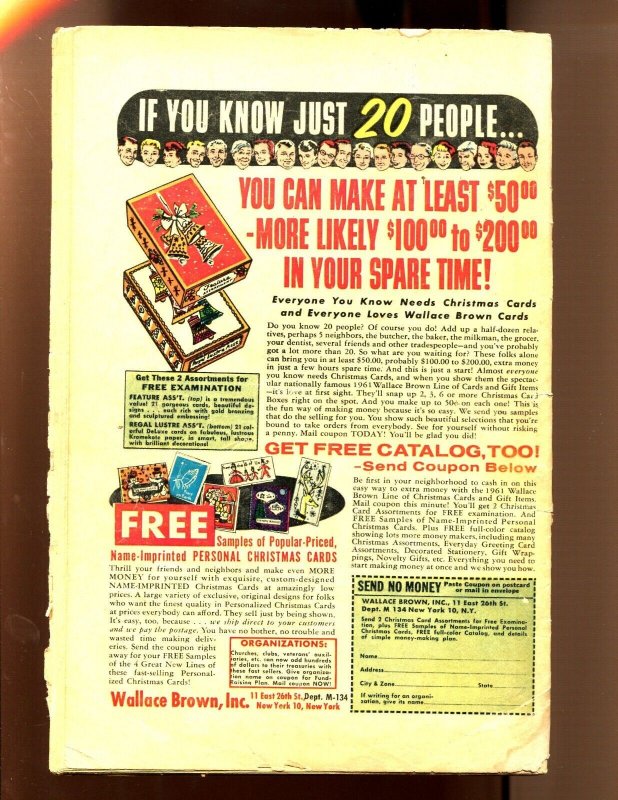 IF YOU KNOW JUST 20 PEOPLE...
YOU CAN MAKE AT LEAST $50⁰⁰
-MORE LIKELY $100⁰⁰ to $200⁰⁰
IN YOUR SPARE TIME!
Everyone You Know Needs Christmas Cards
and Everyone Loves Wallace Brown Cards
Do you know 20 people? Of course you do! Add up a half-dozen rela-
tives, perhaps 5 neighbors, the butcher, the baker, the milkman, the grocer,
your dentist, several friends and other tradespeople—and you've probably
got a lot more than 20. So what are you waiting for? These folks alone
can bring you in at least $50.00, probably $100.00 to $200.00, extra money
in just a few hours spare time. And this is just a start! Almost everyone
you know needs Christmas Cards, and when you show them the spectac-
ular nationally famous 1961 Wallace Brown Line of Cards and Gift Items
—it's love at first sight. They'll snap up 2, 3, 6 or more Christmas Card
Boxes right on the spot. And you make up to 50c on each one! This is
the fun way of making money because it's so easy. We send you samples
that do the selling for you. You show such beautiful selections that you're
bound to take orders from everybody. See for yourself without risking
a penny. Mail coupon TODAY! You'll be glad you did!
Get These 2 Assortments for
FREE EXAMINATION
FEATURE ASS'T. (top) is a tremendous
value! 21 gorgeous cards, beautiful de-
signs . . . each rich with gold bronzing
and sculptured embossing!
REGAL LUSTRE ASS'T. (bottom) 21 col-
orful DeLuxe cards on fabulous, lustrous
Kromekote paper, in smart, tall shape,
with brilliant decorations!
GET FREE CATALOG, TOO!
-Send Coupon Below
Be first in your neighborhood to cash in on this
easy way to extra money with the 1961 Wallace
Brown Line of Christmas Cards and Gift Items.
Mail coupon this minute! You'll get 2 Christmas
Card Assortments for FREE examination. And
FREE Samples of Name-Imprinted Personal
Christmas Cards. Plus FREE full-color catalog
showing lots more money makers, including many
Christmas Assortments, Everyday Greeting Card
Assortments, Decorated Stationery, Gift Wrap-
pings, Novelty Gifts, etc. Everything you need to
start making money at once and we show you how.
FREE Samples of Popular-Priced,
Name-Imprinted PERSONAL CHRISTMAS CARDS
Thrill your friends and neighbors and make even MORE
MONEY for yourself with exquisite, custom-designed
NAME-IMPRINTED Christmas Cards at amazingly low
prices. A large variety of exclusive, original designs for folks
who want the finest quality in Personalized Christmas Cards
at prices everybody can afford. They sell just by being shown.
It's easy, too, because . . . we ship direct to your customers
and we pay the postage. You have no bother, no trouble and
wasted time making deliv-
eries. Send the coupon right
away for your FREE Samples
of the 4 Great New Lines of
these fast-selling Personal-
ized Christmas Cards!
ORGANIZATIONS:
Churches, clubs, veterans' auxil-
iaries, etc. can now add hundreds
of dollars to their treasuries with
these fast sellers. Give organiza-
tion name on coupon for Fund-
Raising Plan. Mail coupon NOW!
Wallace Brown, Inc. 11 East 26th St., Dept. M-134
New York 10, New York
SEND NO MONEY Paste Coupon on postcard
or mail in envelope
WALLACE BROWN, INC., 11 East 26th St.
Dept. M 134 New York 10, N.Y.
Send 2 Christmas Card Assortments for Free Examina-
tion, plus FREE Samples of Name-Imprinted Personal
Christmas Cards, FREE full-color Catalog, and details
of simple money-making plan.
Name
Address
City & Zone State
If writing for an organi-
zation, give its name